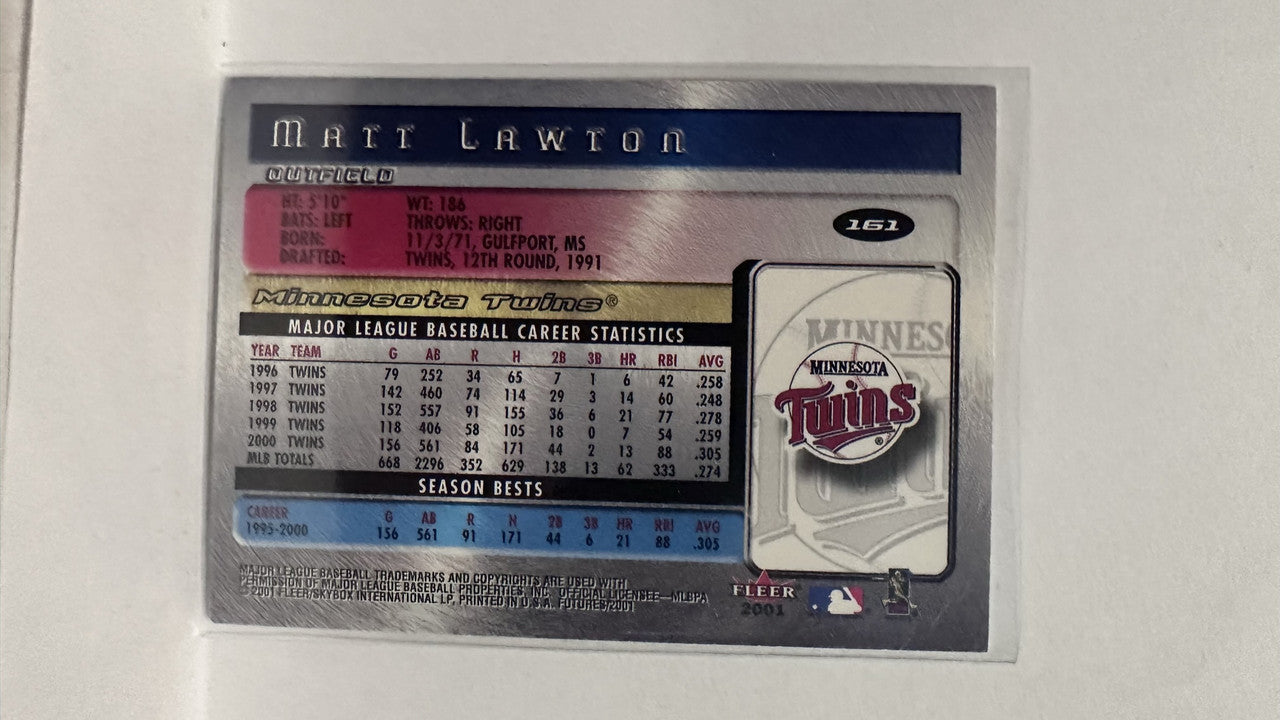 MATT LAWTON
OUTFIELD
HT: 5'10" WT: 186
BATS: LEFT THROWS: RIGHT
BORN: 11/3/71, GULFPORT, MS
DRAFTED: TWINS, 12TH ROUND, 1991
161
Minnesota Twins®
MAJOR LEAGUE BASEBALL CAREER STATISTICS
YEAR TEAM G AB R H 2B 3B HR RBI AVG
1996 TWINS 79 252 34 65 7 1 6 42 .258
1997 TWINS 142 460 74 114 29 3 14 60 .248
1998 TWINS 152 557 91 155 36 6 21 77 .278
1999 TWINS 118 406 58 105 18 0 7 54 .259
2000 TWINS 156 561 84 171 44 2 13 88 .305
MLB TOTALS 668 2296 352 629 138 13 62 333 .274
SEASON BESTS
CAREER G AB R H 2B 3B HR RBI AVG
1995-2000 156 561 91 171 44 6 21 88 .305
MINNES
MINNESOTA
Twins
®
MAJOR LEAGUE BASEBALL TRADEMARKS AND COPYRIGHTS ARE USED WITH
PERMISSION OF MAJOR LEAGUE BASEBALL PROPERTIES, INC. OFFICIAL LICENSEE—MLBPA
© 2001 FLEER/SKYBOX INTERNATIONAL LP, PRINTED IN U.S.A. FUTURES/2001
FLEER
2001